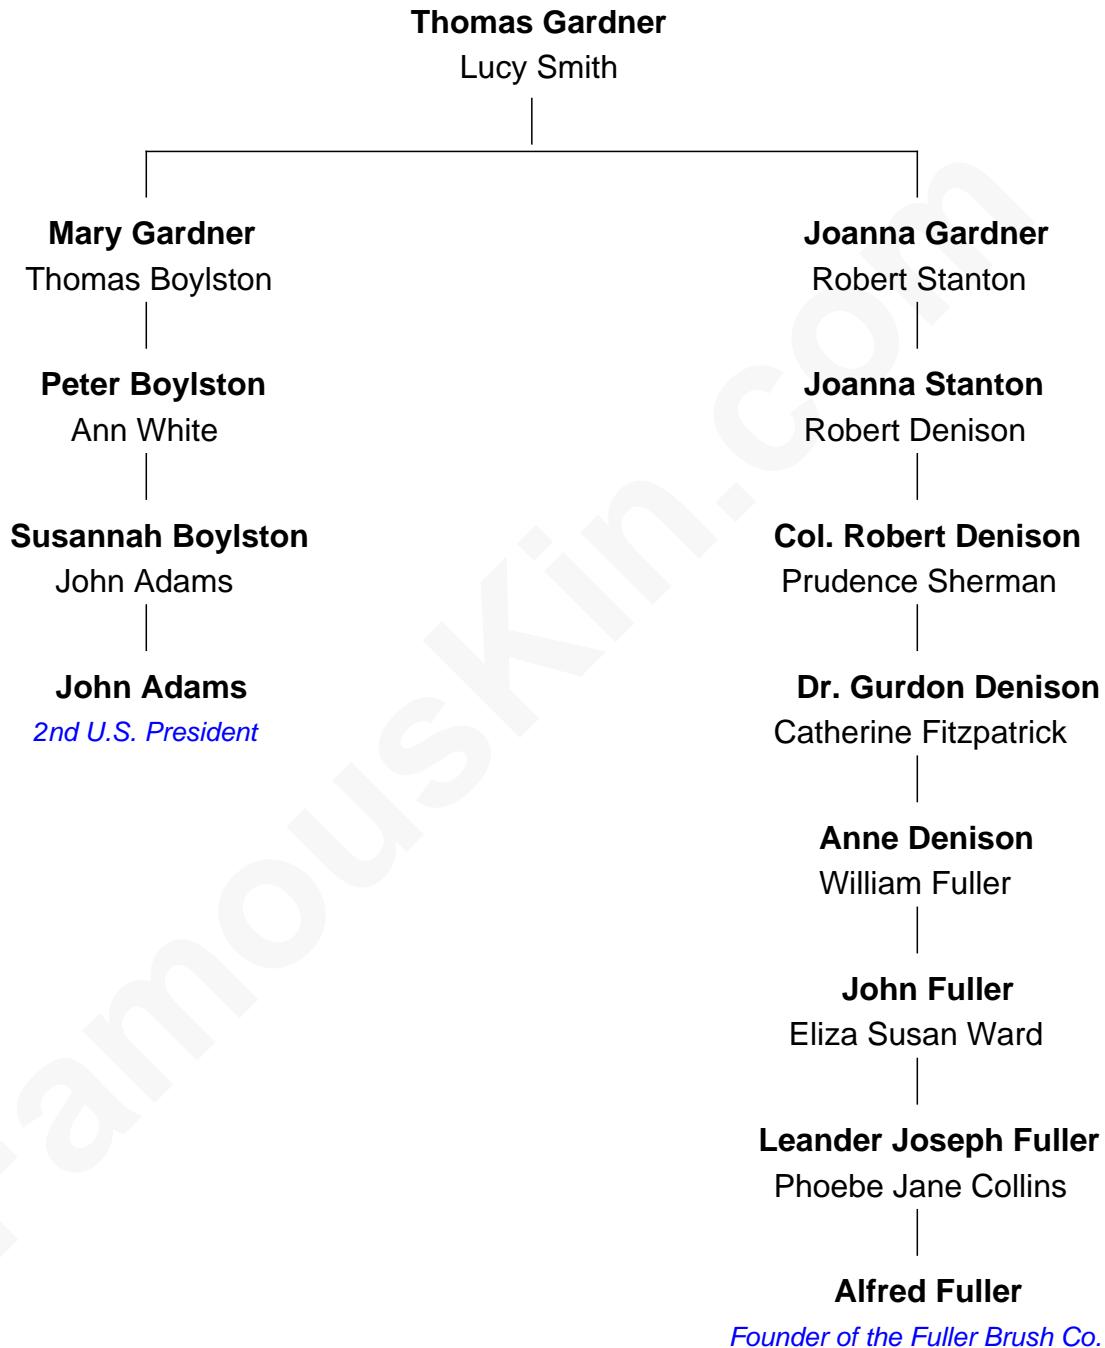 Thomas Gardner
Lucy Smith
Mary Gardner
Thomas Boylston
Joanna Gardner
Robert Stanton
Peter Boylston
Ann White
Joanna Stanton
Robert Denison
Susannah Boylston
John Adams
Col. Robert Denison
Prudence Sherman
John Adams
2nd U.S. President
Dr. Gurdon Denison
Catherine Fitzpatrick
Anne Denison
William Fuller
John Fuller
Eliza Susan Ward
Leander Joseph Fuller
Phoebe Jane Collins
Alfred Fuller
Founder of the Fuller Brush Co.
FamousKin.com